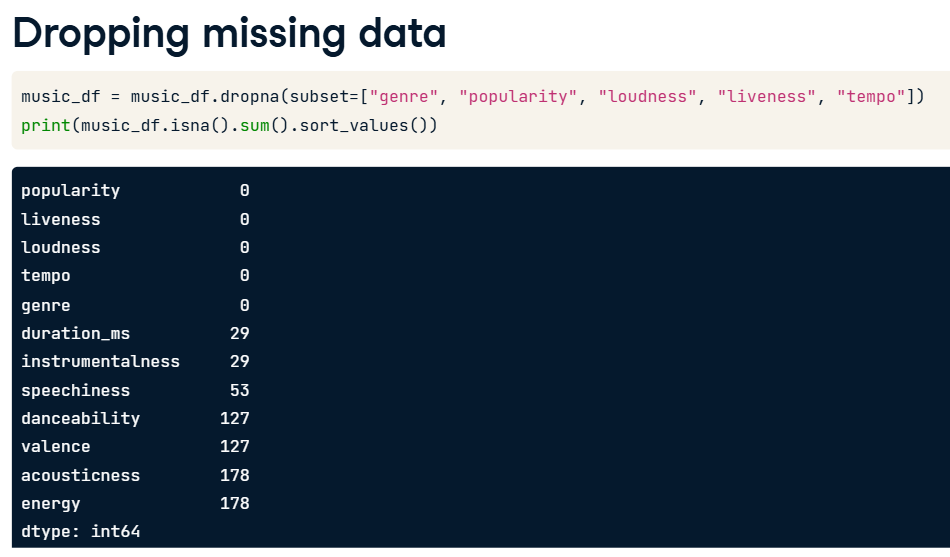 Dropping missing data
music_df = music_df.dropna(subset=["genre", "popularity", "loudness", "liveness", "tempo"])
print(music_df.isna().sum().sort_values())
popularity 0
liveness 0
loudness 0
tempo 0
genre 0
duration_ms 29
instrumentalness 29
speechiness 53
danceability 127
valence 127
acousticness 178
energy 178
dtype: int64